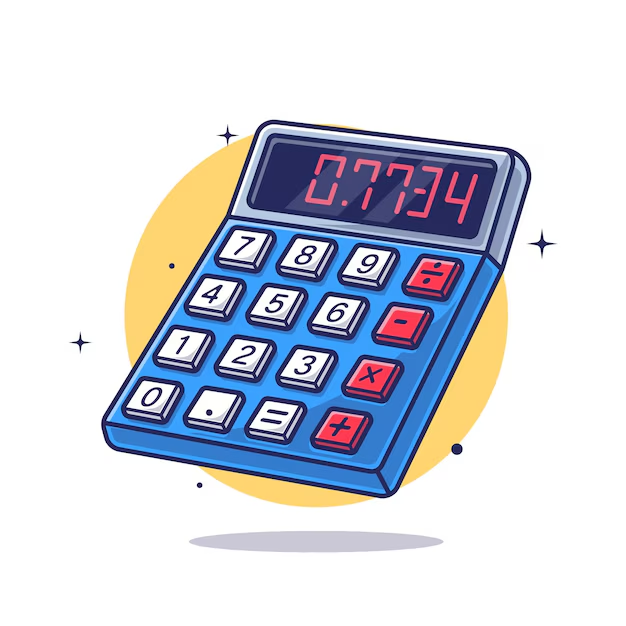 0.7734
7 8 9 ÷
4 5 6 -
1 2 3 x
0 . = +